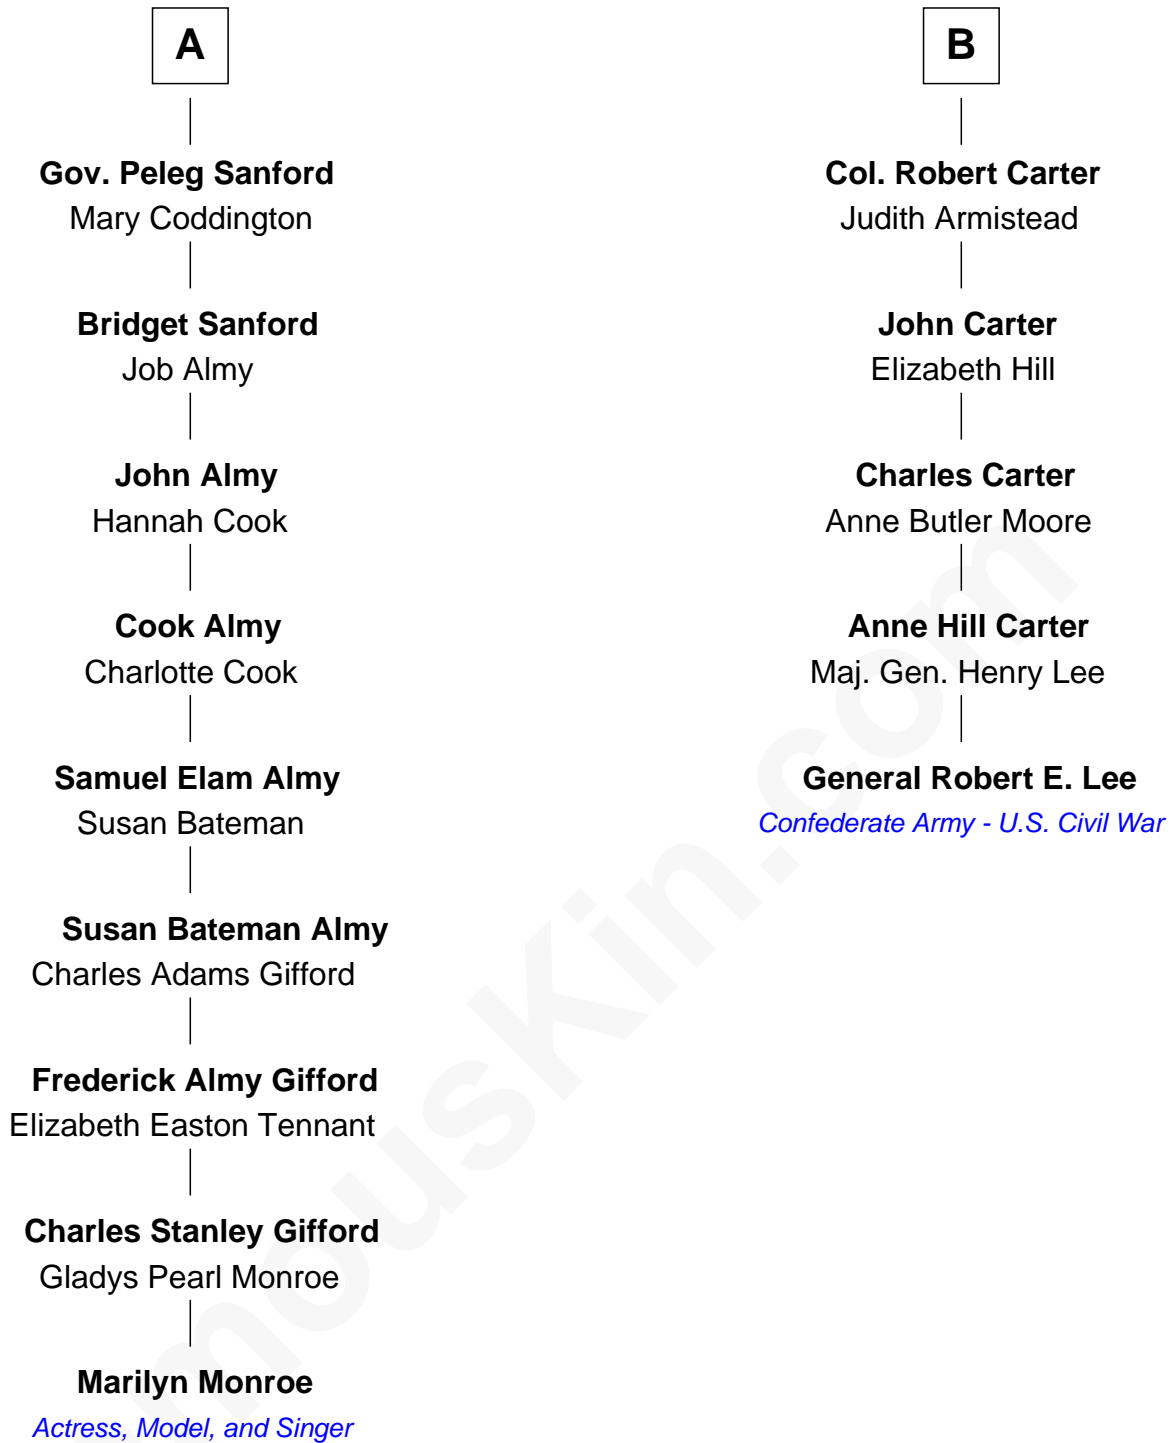 A
Gov. Peleg Sanford
Mary Coddington
Bridget Sanford
Job Almy
John Almy
Hannah Cook
Cook Almy
Charlotte Cook
Samuel Elam Almy
Susan Bateman
Susan Bateman Almy
Charles Adams Gifford
Frederick Almy Gifford
Elizabeth Easton Tennant
Charles Stanley Gifford
Gladys Pearl Monroe
Marilyn Monroe
Actress, Model, and Singer
B
Col. Robert Carter
Judith Armistead
John Carter
Elizabeth Hill
Charles Carter
Anne Butler Moore
Anne Hill Carter
Maj. Gen. Henry Lee
General Robert E. Lee
Confederate Army - U.S. Civil War
mousKin.com